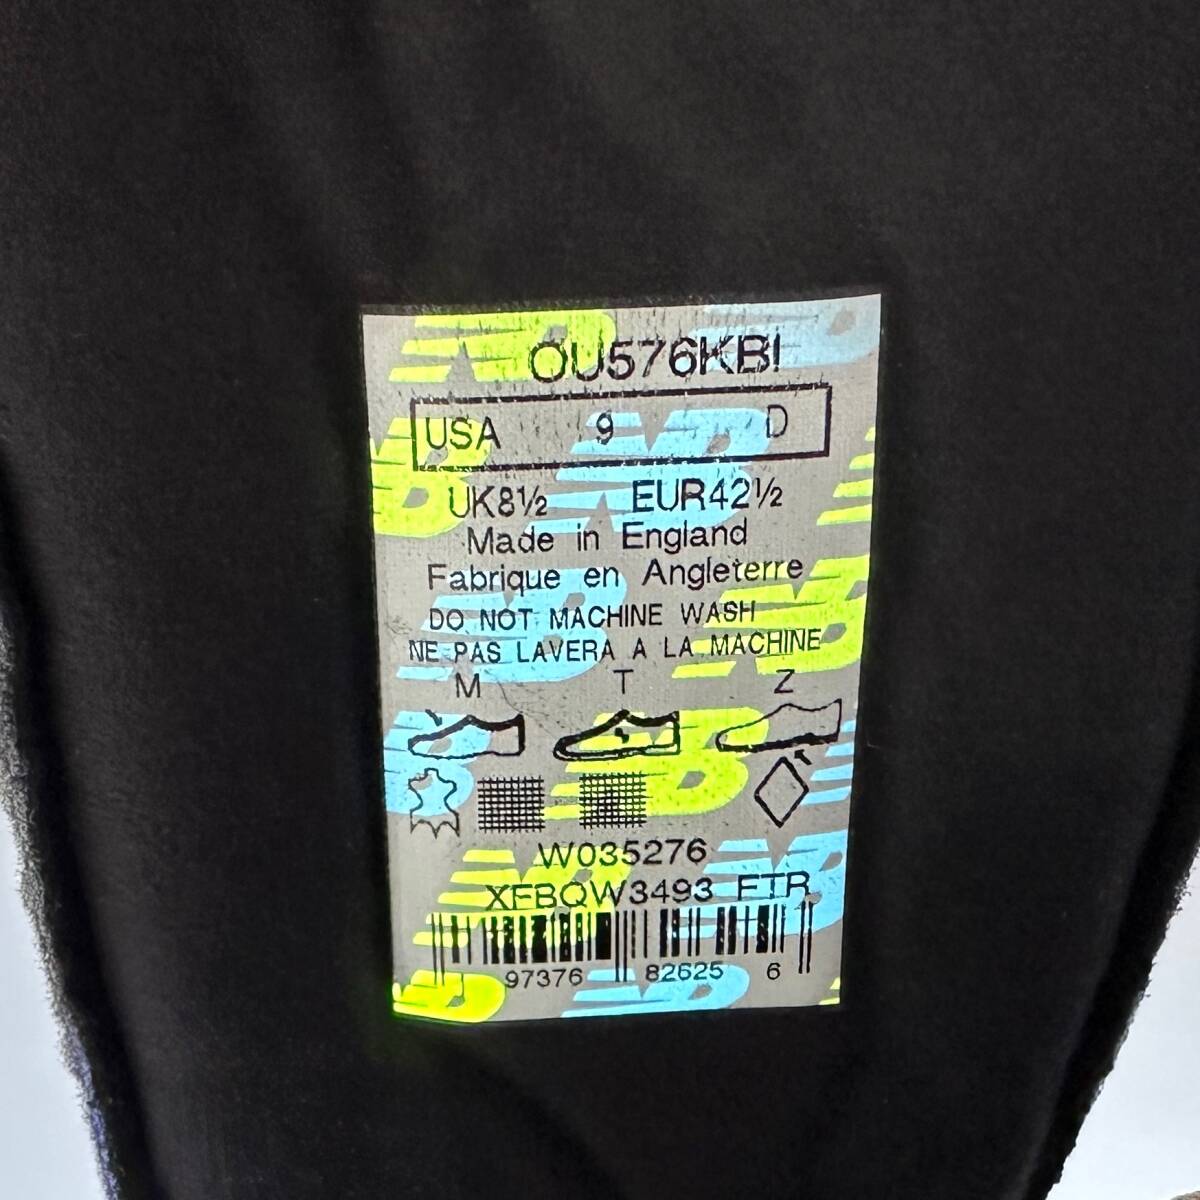 OU576KBI
USA 9 D
UK8½ EUR42½
Made in England
Fabrique en Angleterre
DO NOT MACHINE WASH
NE PAS LAVERA A LA MACHINE
M T Z
W035276
XFBQW3493 FTR
97376 82625 6